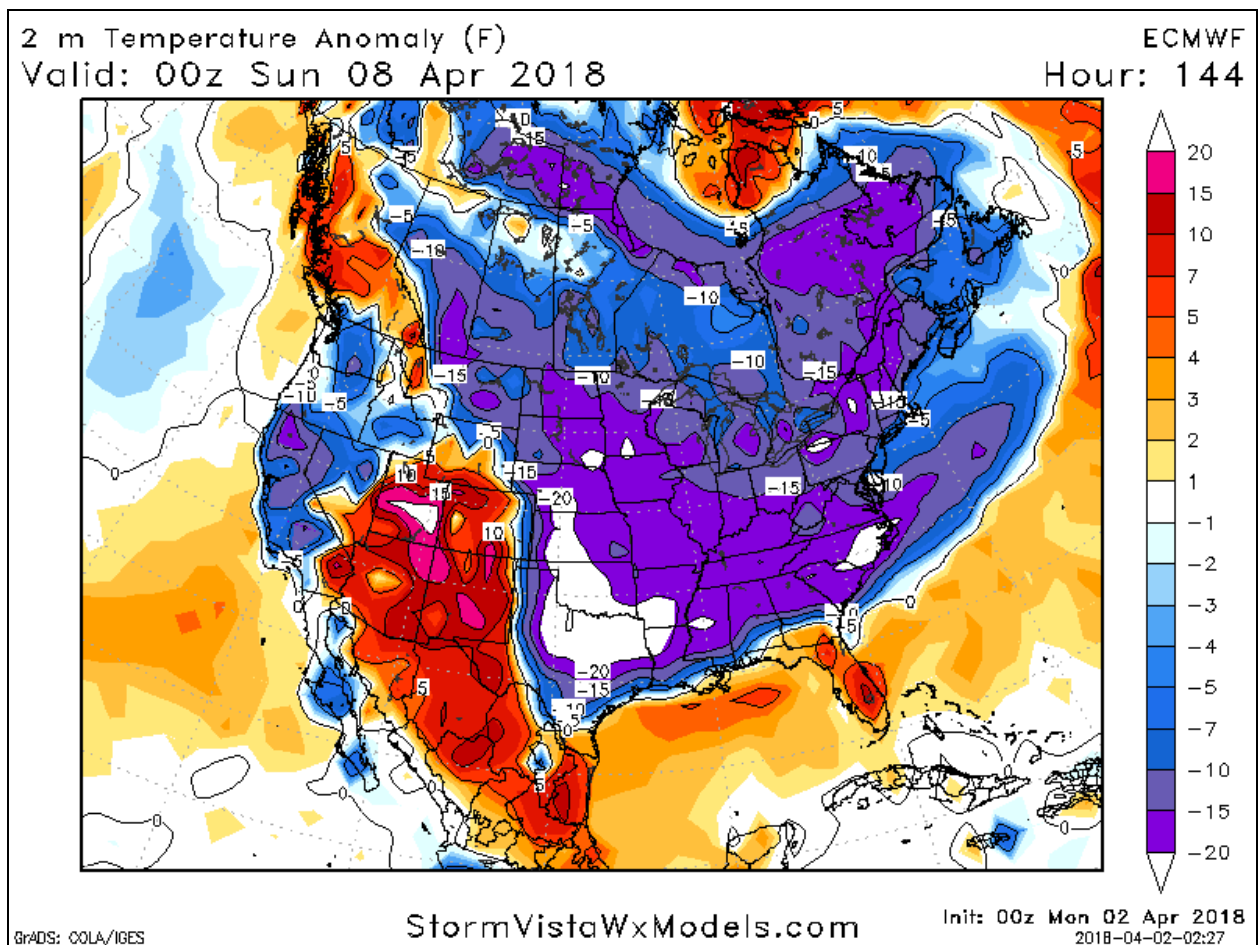 2 m Temperature Anomaly (F)
ECMWF
Valid: 00z Sun 08 Apr 2018
Hour: 144
20
15
10
7
5
4
3
2
1
-1
-2
-3
-4
-5
-7
-10
-15
-20
StormVistaWxModels.com
Init: 00z Mon 02 Apr 2018
2018-04-02-02:27
GrADS: COLA/IGES